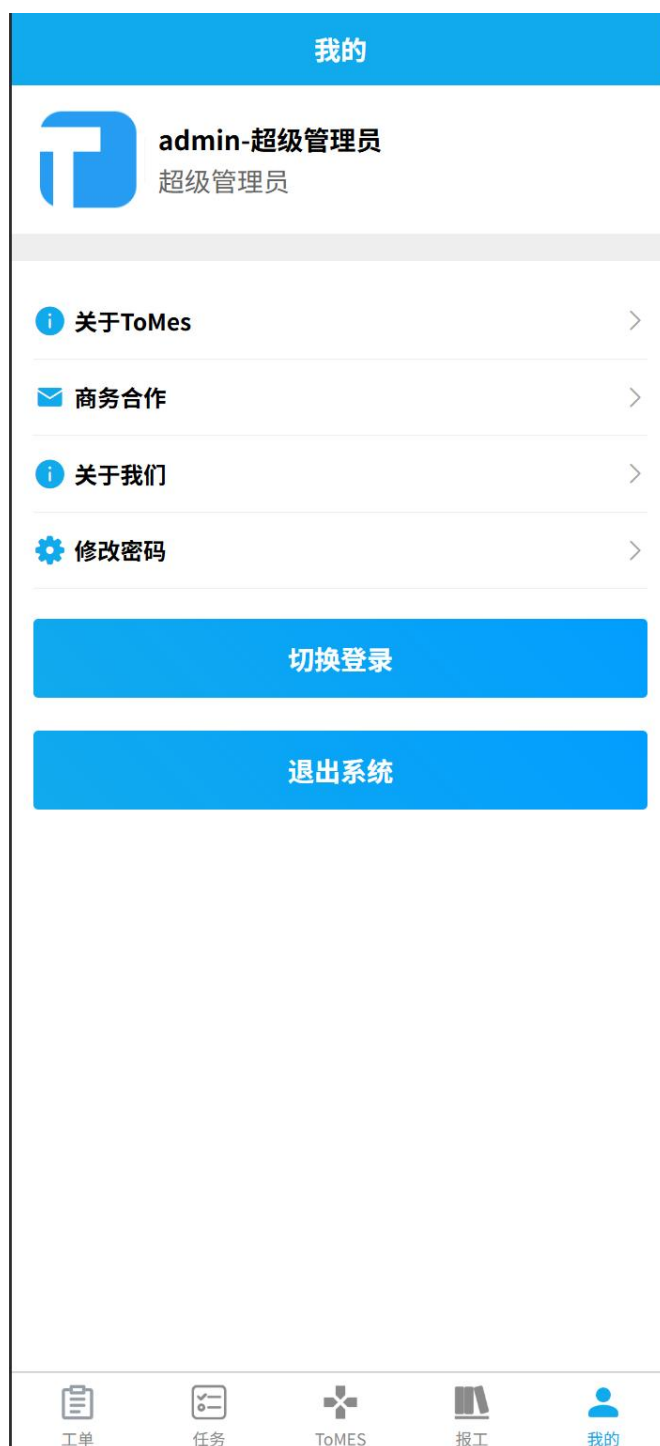 我的
admin-超级管理员
超级管理员
关于ToMes
商务合作
关于我们
修改密码
切换登录
退出系统
工单 任务 ToMES 报工 我的